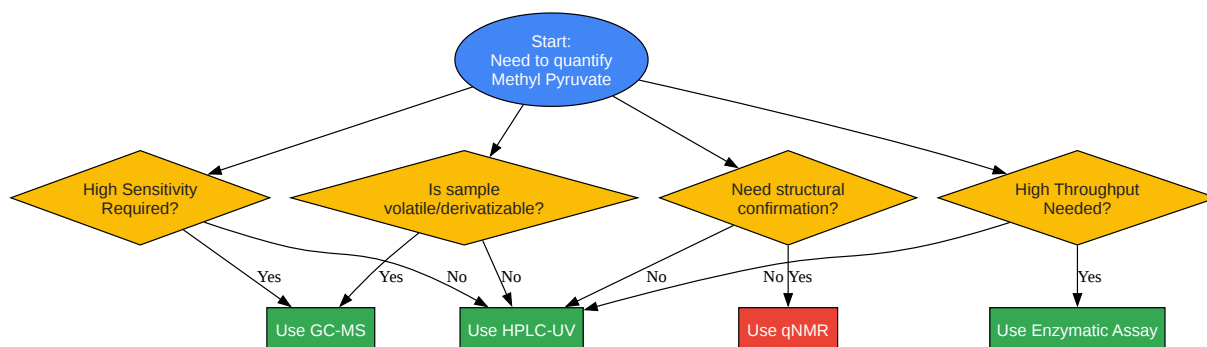 Start:
Need to quantify
Methyl Pyruvate
High Sensitivity
Required?
Is sample
volatile/derivatizable?
Need structural
confirmation?
High Throughput
Needed?
Yes
No
Yes
No
No
Yes
No
Yes
Use GC-MS
Use HPLC-UV
Use qNMR
Use Enzymatic Assay